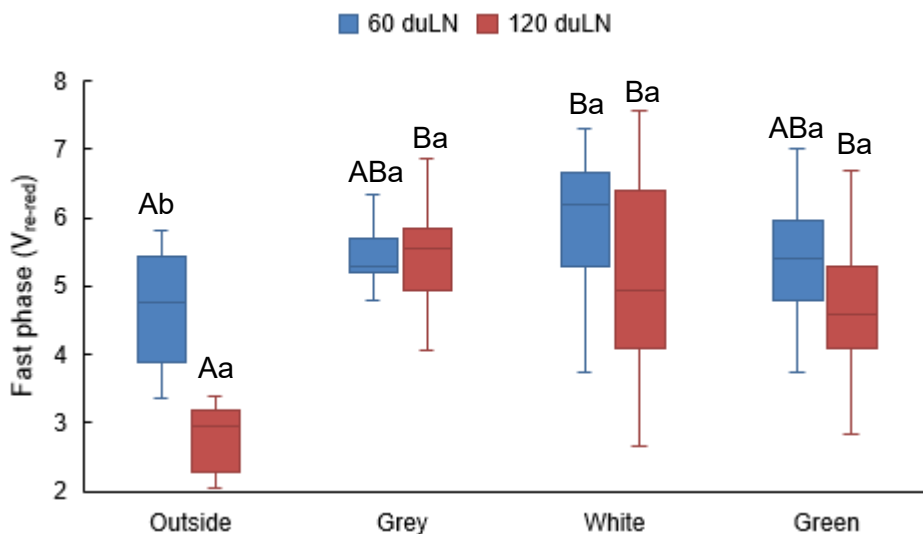 60 duLN 120 duLN
Fast phase (Vre-red)
8
7
6
5
4
3
2
Ab
Aa
ABa
Ba
Ba
Ba
ABa
Ba
Outside Grey White Green